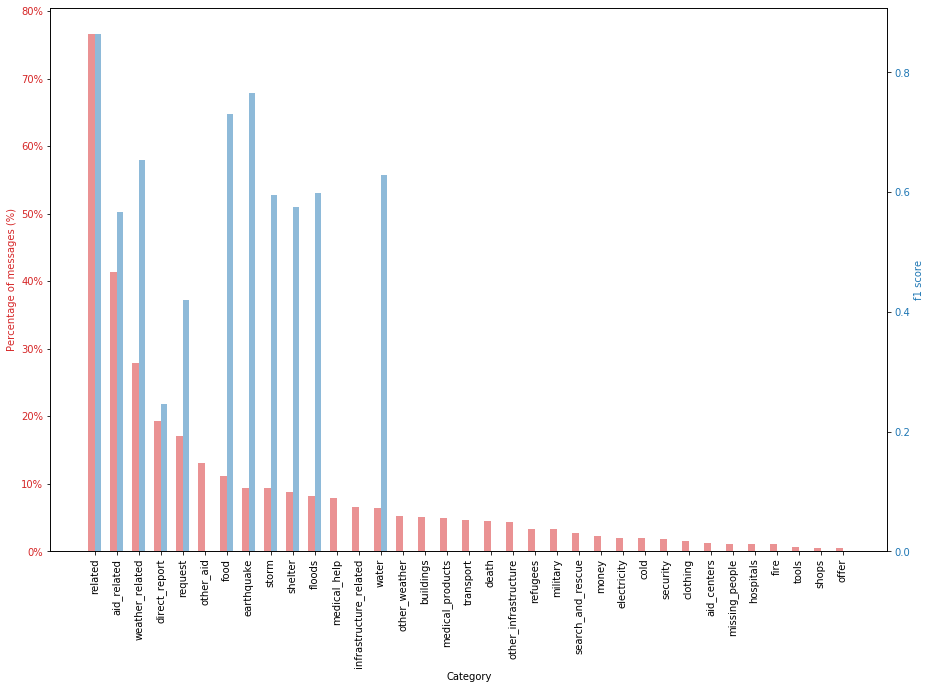 80%
70%
60%
50%
40%
30%
20%
10%
0%
Percentage of messages (%)
0.8
0.6
0.4
0.2
0.0
f1 score
related
aid_related
weather_related
direct_report
request
other_aid
food
earthquake
storm
shelter
floods
medical_help
infrastructure_related
water
other_weather
buildings
medical_products
transport
death
other_infrastructure
refugees
military
search_and_rescue
money
electricity
cold
security
clothing
aid_centers
missing_people
hospitals
fire
tools
shops
offer
Category